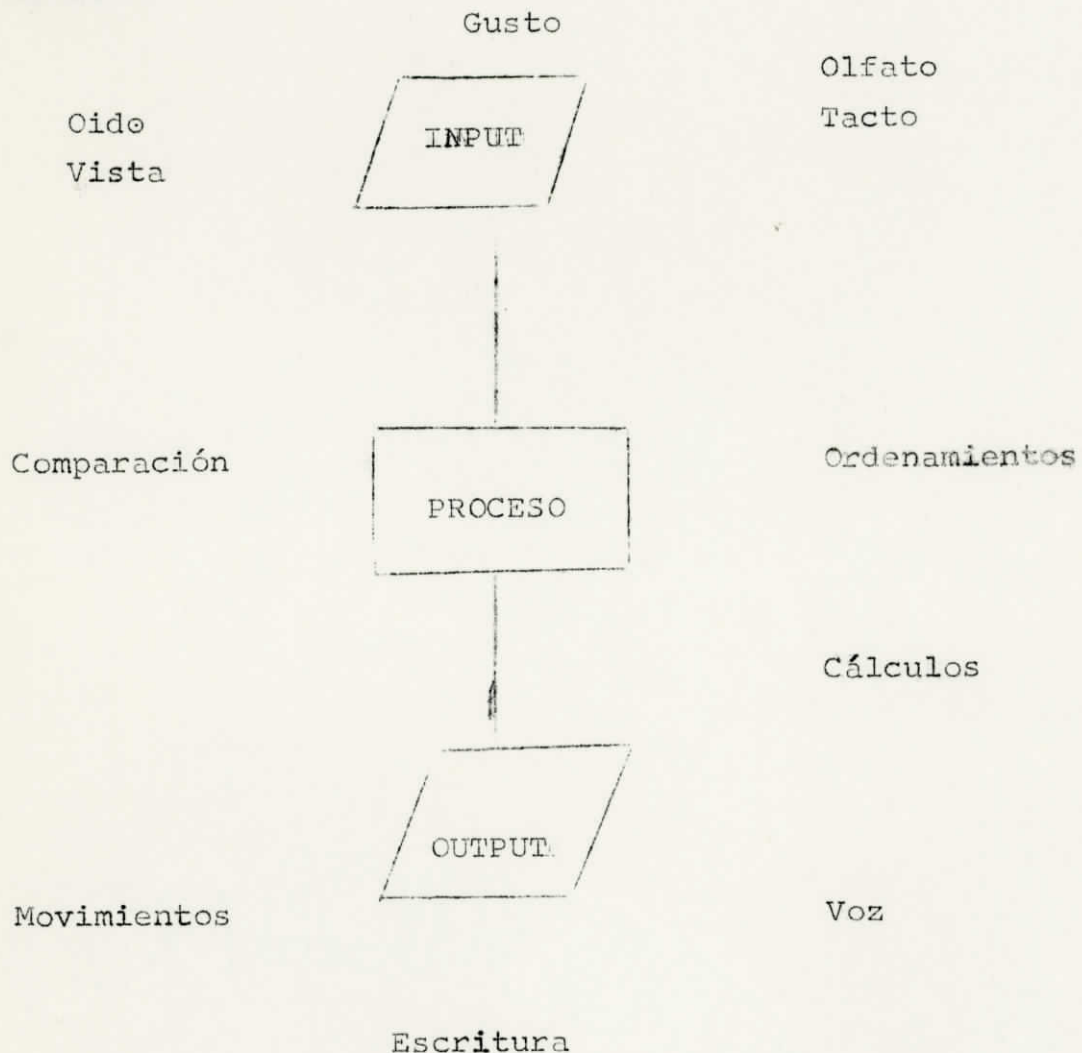 Gusto
Olfato
Oido
INPUT
Tacto
Vista
Comparación
Ordenamientos
PROCESO
Cálculos
OUTPUT
Movimientos
Voz
Escritura